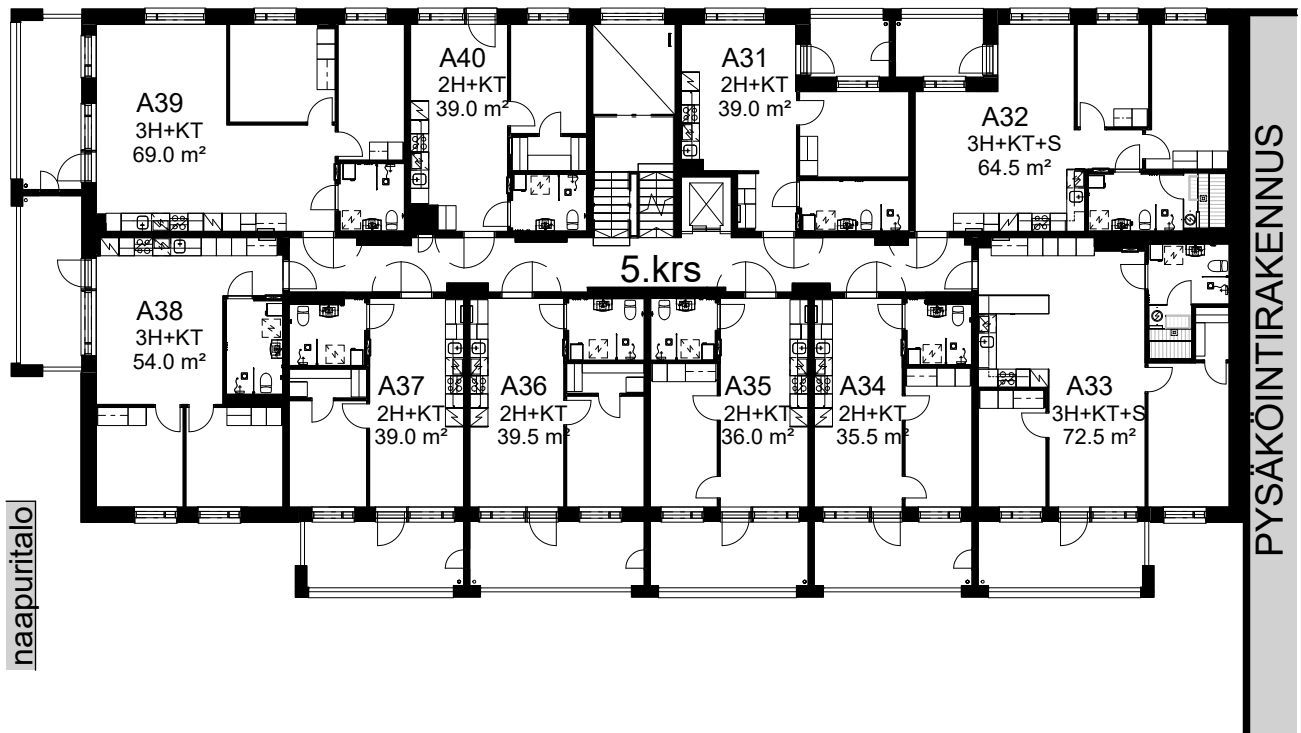 A39
3H+KT
69.0 m²
A40
2H+KT
39.0 m²
A31
2H+KT
39.0 m²
A32
3H+KT+S
64.5 m²
5.krs
A38
3H+KT
54.0 m²
A37
2H+KT
39.0 m²
A36
2H+KT
39.5 m²
A35
2H+KT
36.0 m²
A34
2H+KT
35.5 m²
A33
3H+KT+S
72.5 m²
naapuritalo
PYSÄKÖINTIRAKENNUS